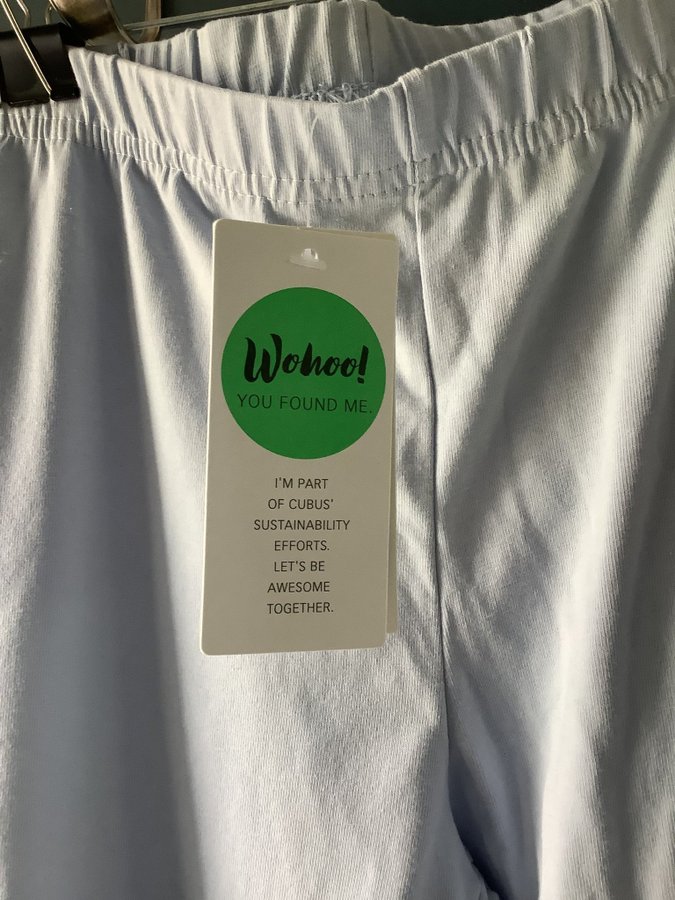 Wohoo!
YOU FOUND ME.
I'M PART
OF CUBUS'
SUSTAINABILITY
EFFORTS.
LET'S BE
AWESOME
TOGETHER.